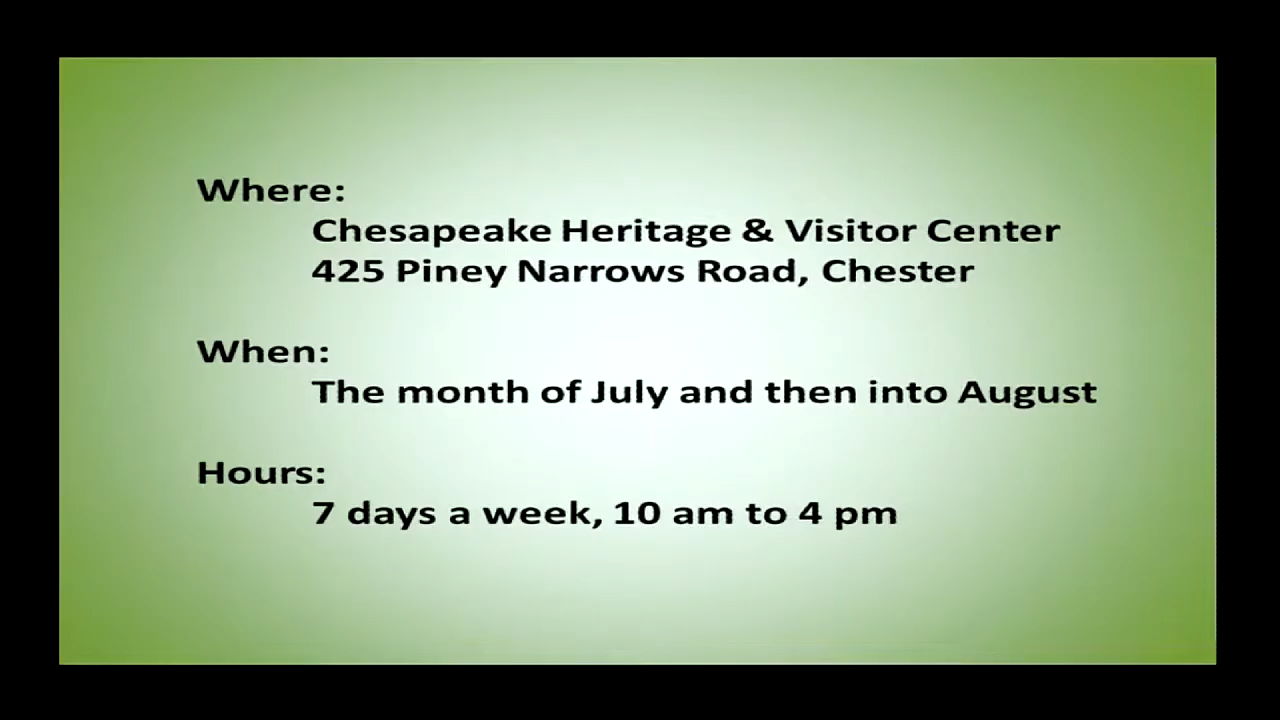 Where:
Chesapeake Heritage & Visitor Center
425 Piney Narrows Road, Chester
When:
The month of July and then into August
Hours:
7 days a week, 10 am to 4 pm